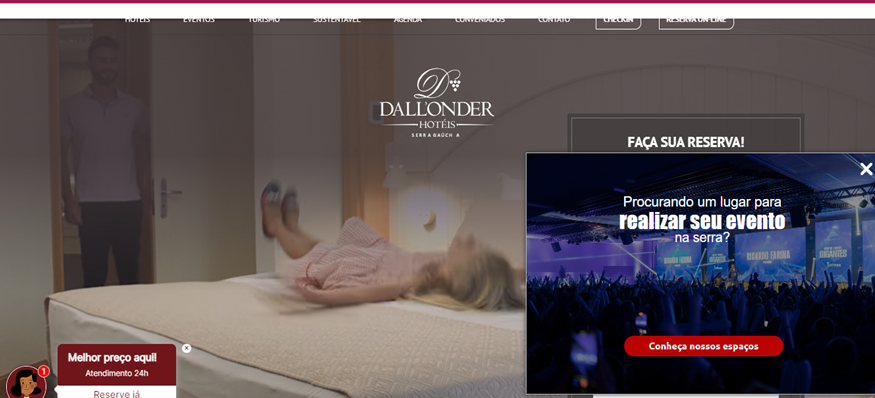 HOTÉIS EVENTOS TURISMO SUSTENTÁVEL AGENDA CONVENIADOS CONTATO CHECKIN RESERVA ON-LINE
D
DALL'ONDER
HOTÉIS
SERRA GAÚCHA
FAÇA SUA RESERVA!
Procurando um lugar para
realizar seu evento
na serra?
RICARDO FARINA
Conheça nossos espaços
Melhor preço aqui!
Atendimento 24h
Reserve já
1